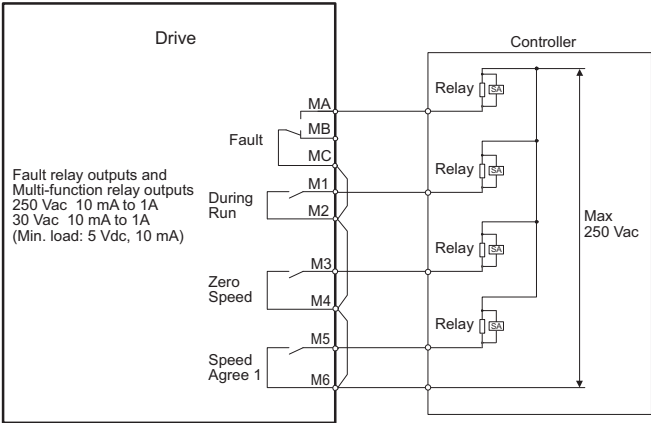 Drive
Controller
Relay
SA
MA
MB
Fault
MC
Relay
SA
Fault relay outputs and
Multi-function relay outputs
250 Vac 10 mA to 1A
30 Vac 10 mA to 1A
(Min. load: 5 Vdc, 10 mA)
During
Run
M1
M2
Max
250 Vac
Relay
SA
Zero
Speed
M3
M4
Relay
SA
Speed
Agree 1
M5
M6